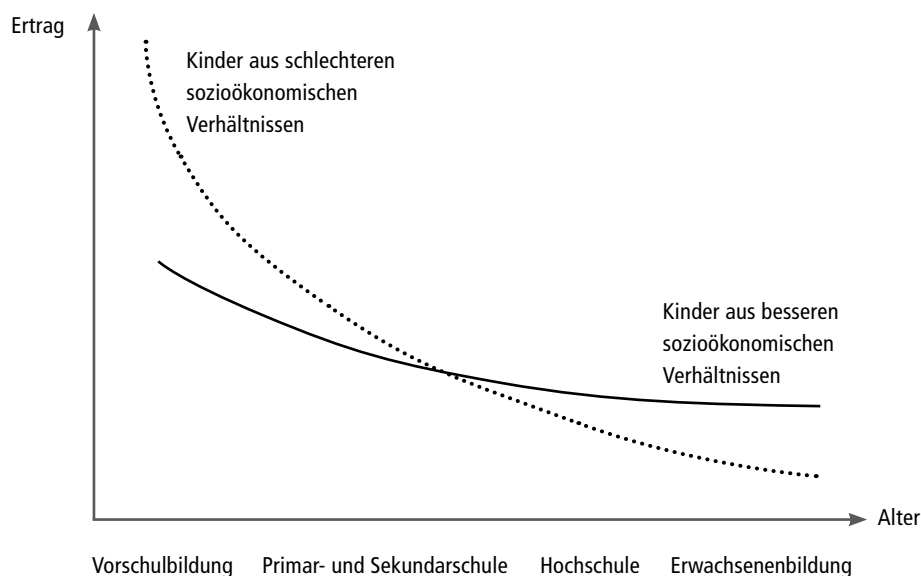 Ertrag
Kinder aus schlechteren
sozioökonomischen
Verhältnissen
Kinder aus besseren
sozioökonomischen
Verhältnissen
Alter
Vorschulbildung Primar- und Sekundarschule Hochschule Erwachsenenbildung